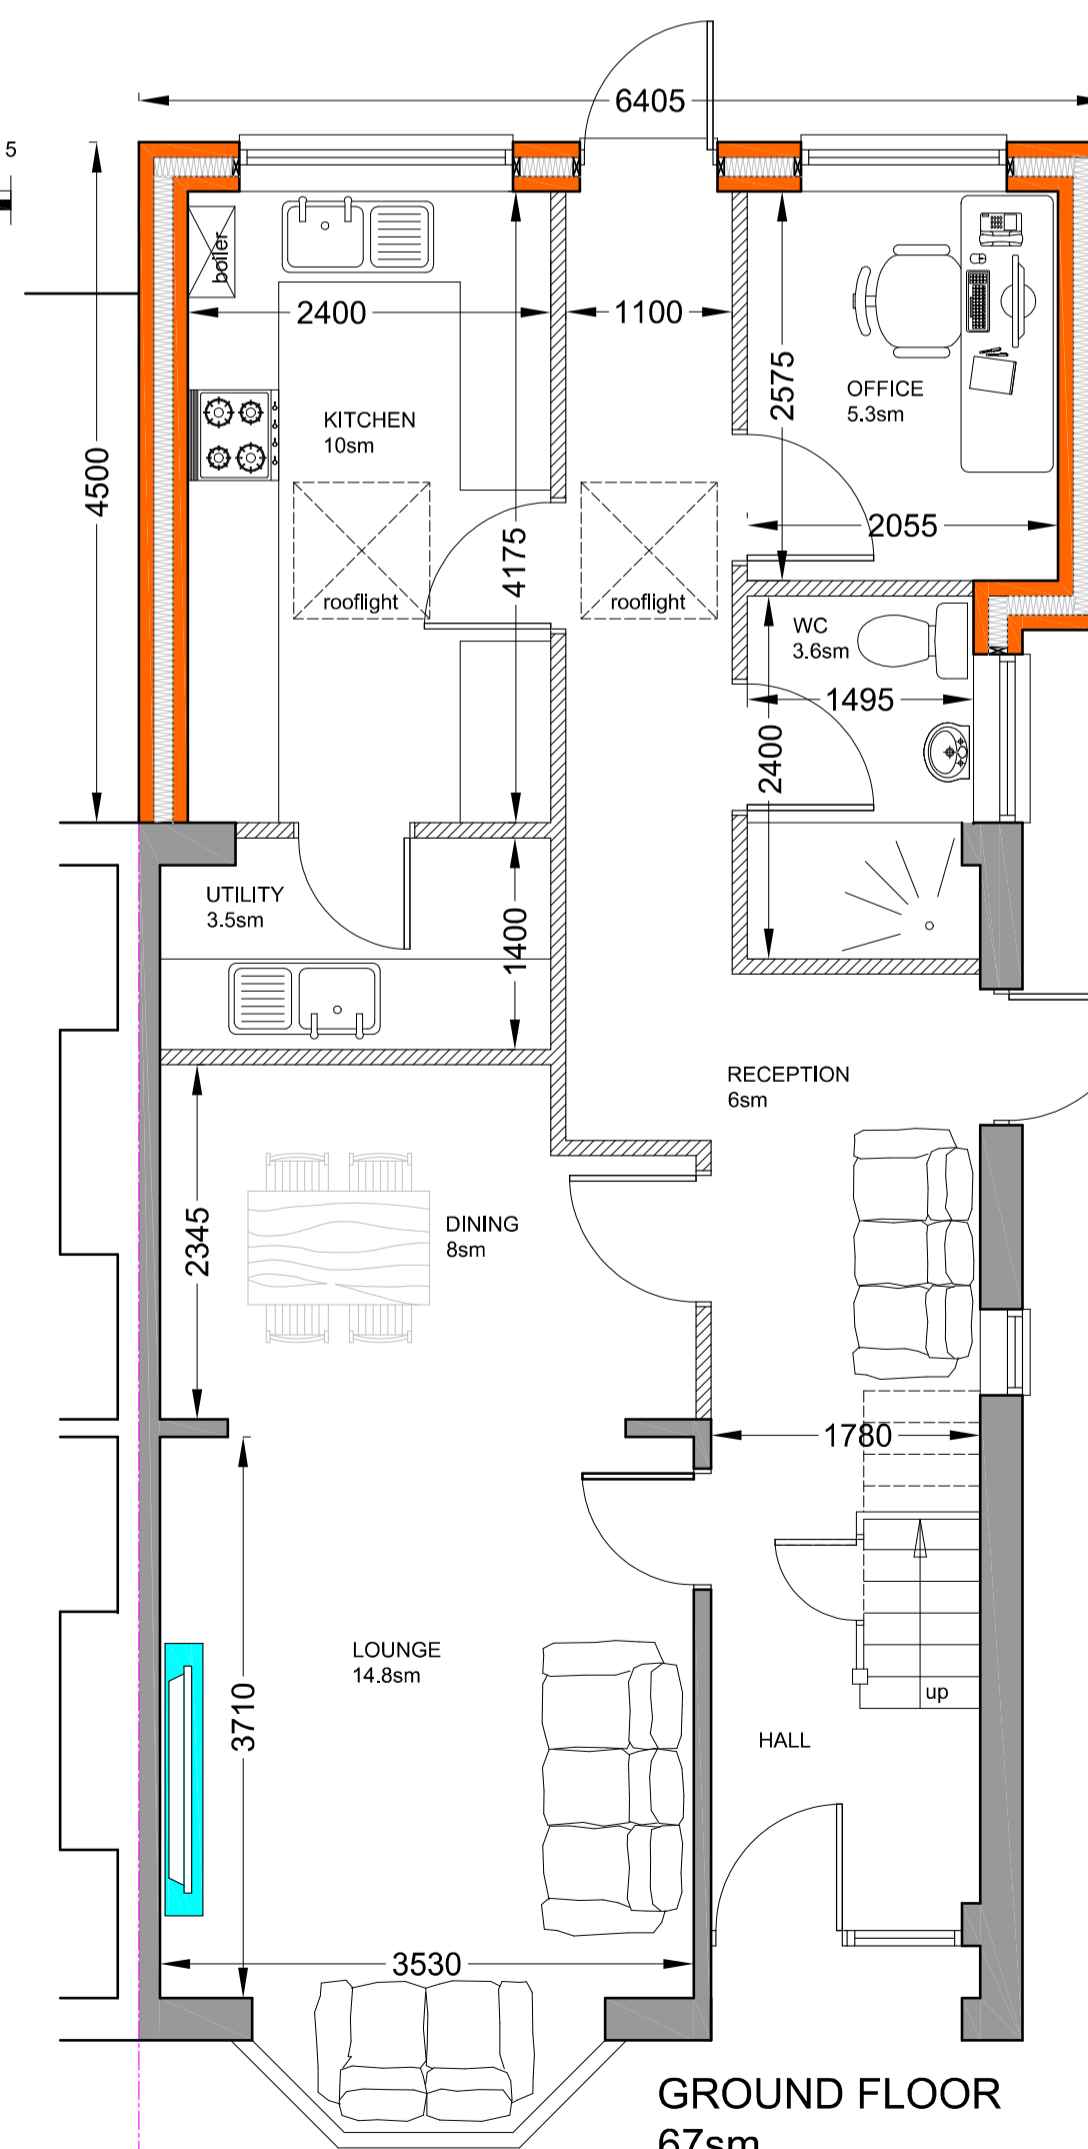 6405
5
boiler
2400
1100
2575
OFFICE
5.3sm
KITCHEN
10sm
4500
2055
4175
rooflight
rooflight
WC
3.6sm
1495
2400
UTILITY
3.5sm
1400
RECEPTION
6sm
2345
DINING
8sm
1780
LOUNGE
14.8sm
3710
up
HALL
3530
GROUND FLOOR
67sm